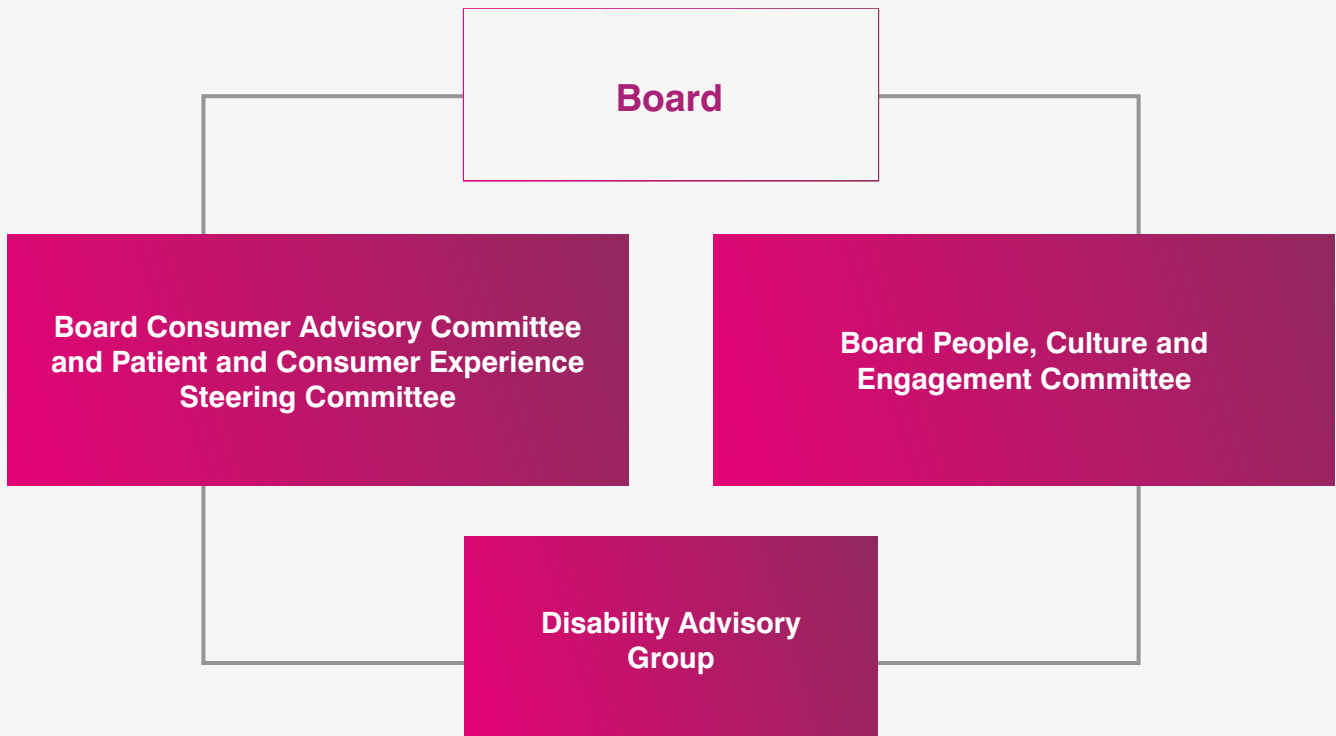 Board
Board Consumer Advisory Committee
and Patient and Consumer Experience
Steering Committee
Board People, Culture and
Engagement Committee
Disability Advisory
Group